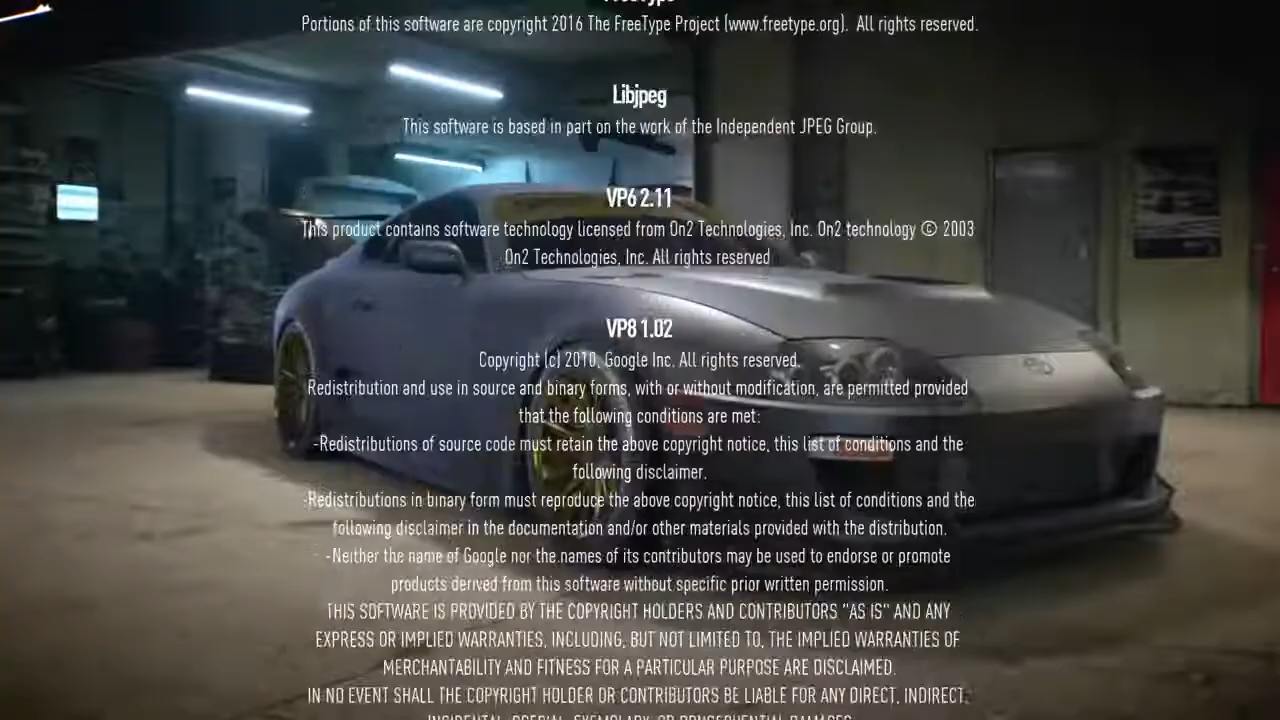 FreeType
Portions of this software are copyright 2016 The FreeType Project (www.freetype.org). All rights reserved.
Libjpeg
This software is based in part on the work of the Independent JPEG Group.
VP6 2.11
This product contains software technology licensed from On2 Technologies, Inc. On2 technology © 2003
On2 Technologies, Inc. All rights reserved
VP8 1.02
Copyright (c) 2010, Google Inc. All rights reserved.
Redistribution and use in source and binary forms, with or without modification, are permitted provided
that the following conditions are met:
-Redistributions of source code must retain the above copyright notice, this list of conditions and the
following disclaimer.
-Redistributions in binary form must reproduce the above copyright notice, this list of conditions and the
following disclaimer in the documentation and/or other materials provided with the distribution.
-Neither the name of Google nor the names of its contributors may be used to endorse or promote
products derived from this software without specific prior written permission.
THIS SOFTWARE IS PROVIDED BY THE COPYRIGHT HOLDERS AND CONTRIBUTORS "AS IS" AND ANY
EXPRESS OR IMPLIED WARRANTIES, INCLUDING, BUT NOT LIMITED TO, THE IMPLIED WARRANTIES OF
MERCHANTABILITY AND FITNESS FOR A PARTICULAR PURPOSE ARE DISCLAIMED.
IN NO EVENT SHALL THE COPYRIGHT HOLDER OR CONTRIBUTORS BE LIABLE FOR ANY DIRECT, INDIRECT,
INCIDENTAL, SPECIAL, EXEMPLARY, OR CONSEQUENTIAL DAMAGES